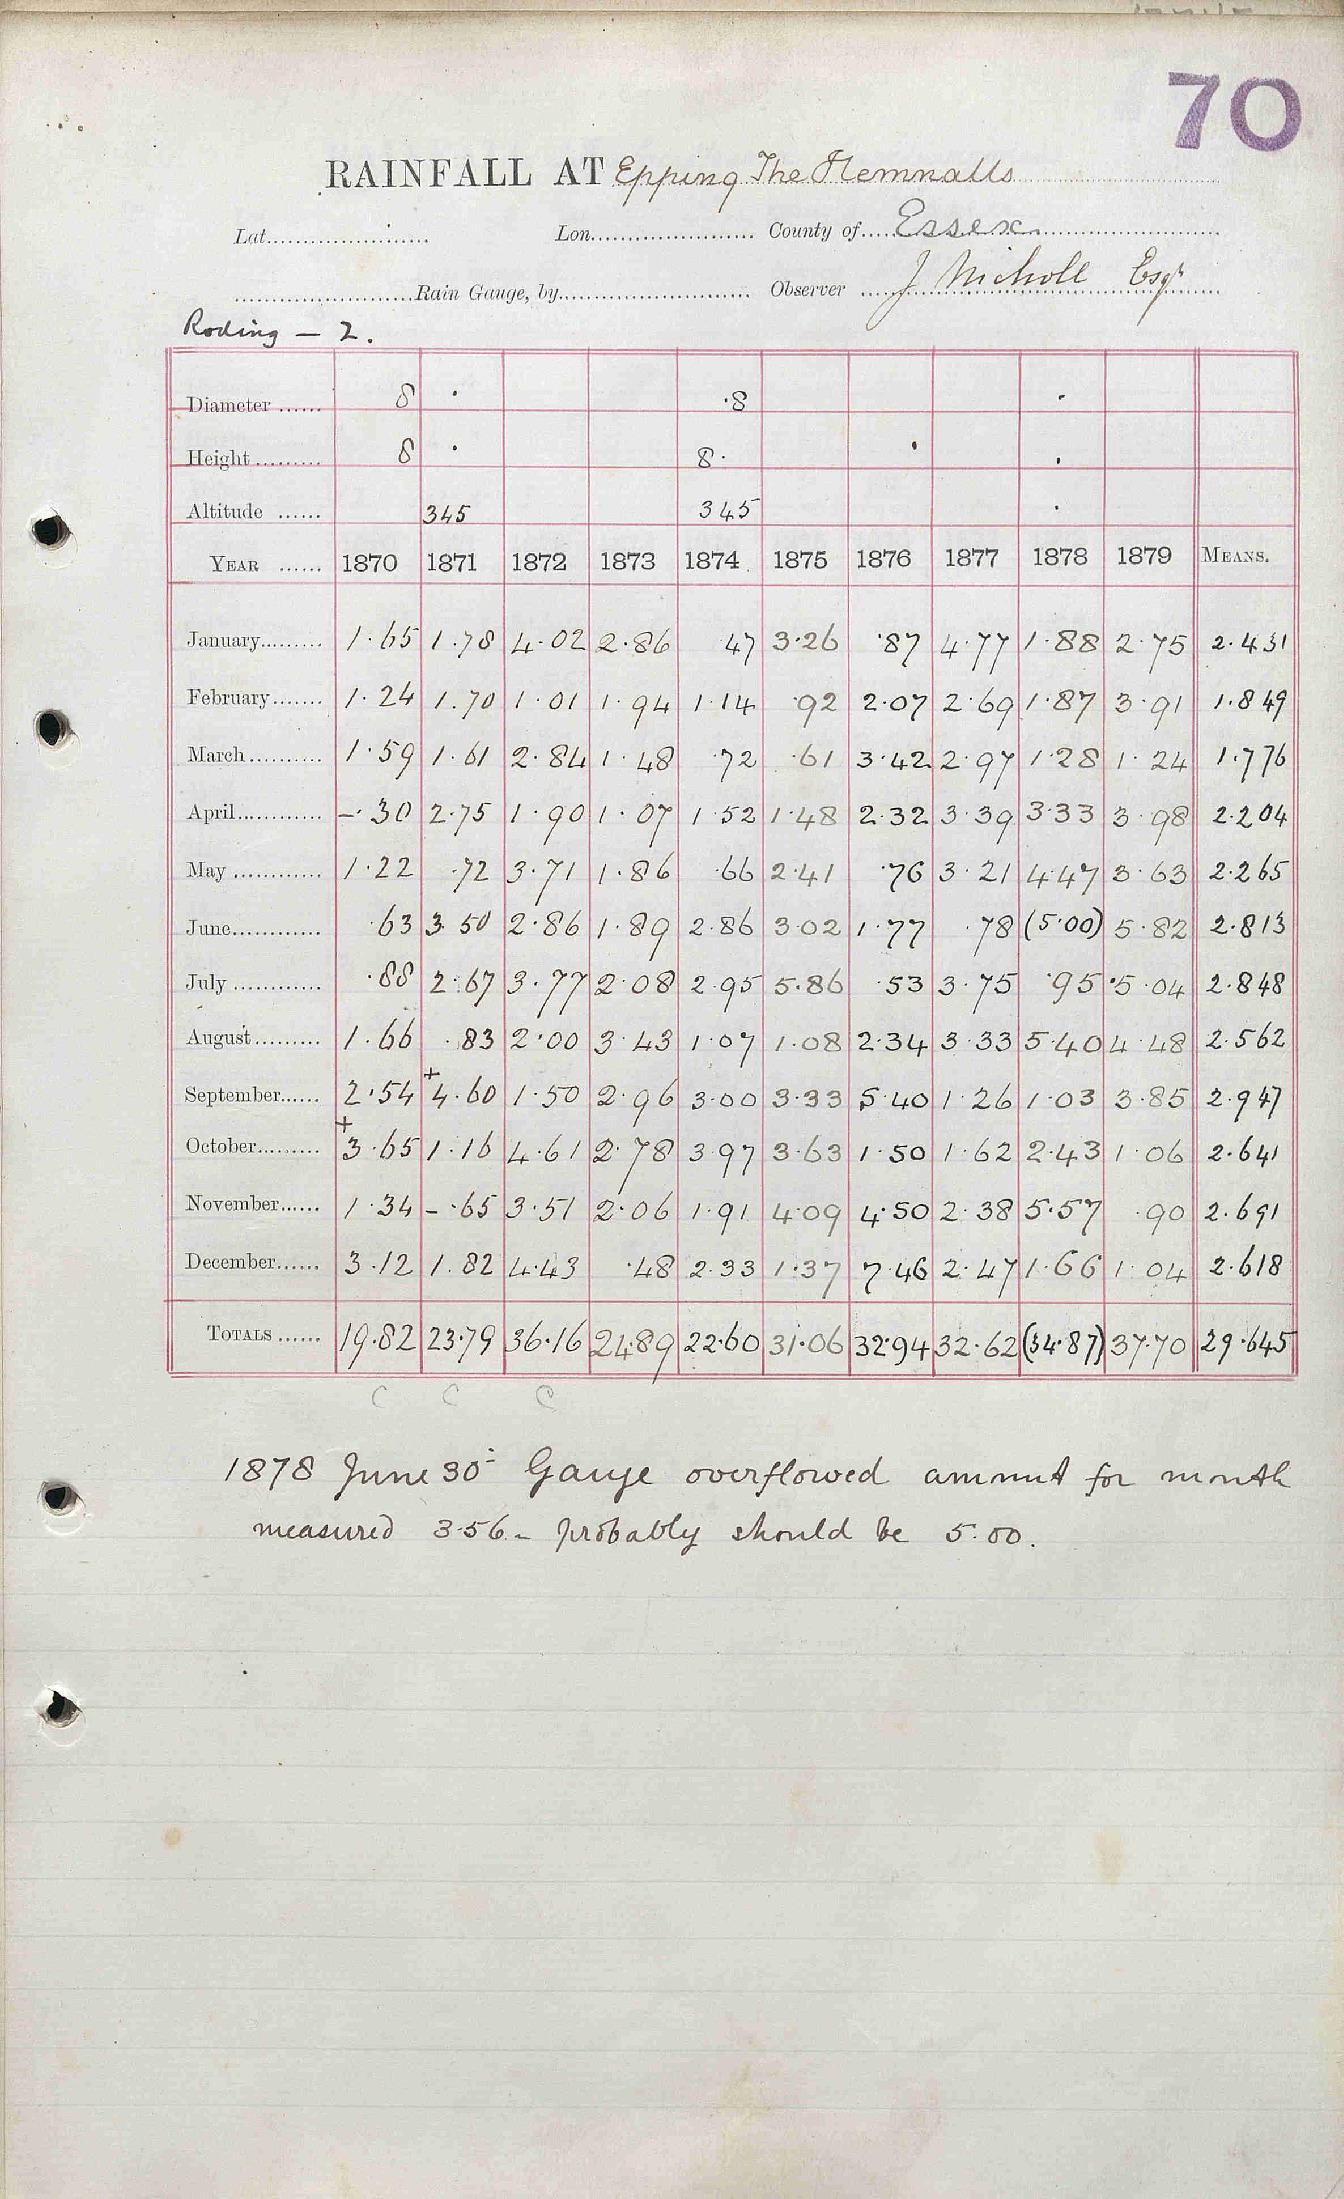 70
RAINFALL AT Epping The Hemnalls
Lat. Lon. County of Essex
Rain Gauge, by Observer J Nicholl Esqr
Roding — 2.
Diameter 8 · ·8 ·
Height 8 · 8· · ·
Altitude 345 345 ·
YEAR 1870 1871 1872 1873 1874 1875 1876 1877 1878 1879 MEANS.
January 1·65 1·78 4·02 2·86 47 3·26 ·87 4·77 1·88 2·75 2·431
February 1·24 1·70 1·01 1·94 1·14 ·92 2·07 2·69 1·87 3·91 1·849
March 1·59 1·61 2·84 1·48 ·72 ·61 3·42 2·97 1·28 1·24 1·776
April –·30 2·75 1·90 1·07 1·52 1·48 2·32 3·39 3·33 3·98 2·204
May 1·22 ·72 3·71 1·86 ·66 2·41 ·76 3·21 4·47 3·63 2·265
June ·63 3·50 2·86 1·89 2·86 3·02 1·77 ·78 (5·00) 5·82 2·813
July ·88 2·67 3·77 2·08 2·95 5·86 ·53 3·75 ·95 ·5·04 2·848
August 1·66 ·83 2·00 3·43 1·07 1·08 2·34 3·33 5·40 4·48 2·562
September 2·54 +4·60 1·50 2·96 3·00 3·33 5·40 1·26 1·03 3·85 2·947
October +3·65 1·16 4·61 2·78 3·97 3·63 1·50 1·62 2·43 1·06 2·641
November 1·34 –·65 3·51 2·06 1·91 4·09 4·50 2·38 5·57 ·90 2·691
December 3·12 1·82 4·43 ·48 2·33 1·37 7·46 2·47 1·66 1·04 2·618
TOTALS 19·82 23·79 36·16 24·89 22·60 31·06 32·94 32·62 (34·87) 37·70 29·645
C C C
1878 June 30 Gauge overflowed amount for month
measured 3·56 – probably should be 5·00.